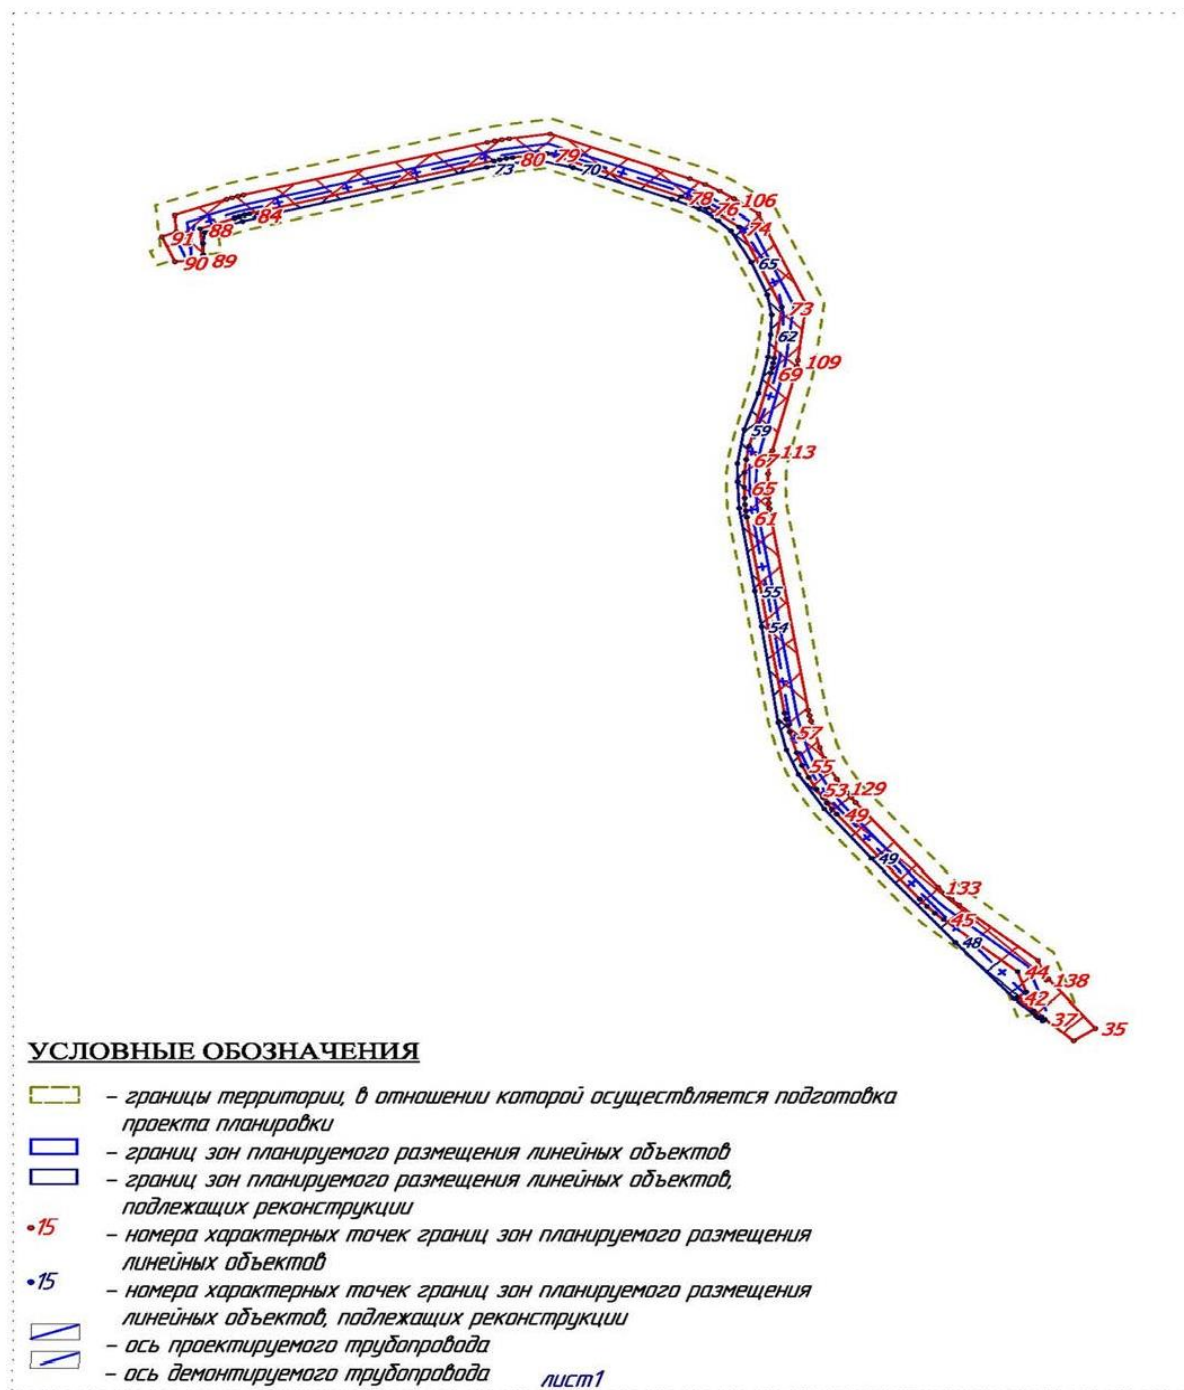 80 79
73 70
78 106
76
84 74
88
91
90 89 65
73
62
109
69
59
113
67
65
61
55
54
57
55
53 129
49
49
133
45
48
44 138
42
37 35
УСЛОВНЫЕ ОБОЗНАЧЕНИЯ
– границы территории, в отношении которой осуществляется подготовка
проекта планировки
– границ зон планируемого размещения линейных объектов
– границ зон планируемого размещения линейных объектов,
подлежащих реконструкции
•15 – номера характерных точек границ зон планируемого размещения
линейных объектов
•15 – номера характерных точек границ зон планируемого размещения
линейных объектов, подлежащих реконструкции
– ось проектируемого трубопровода
– ось демонтируемого трубопровода лист1